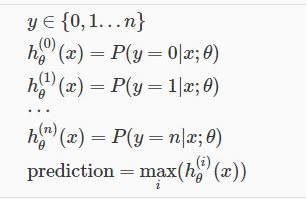 y ∈ {0, 1...n}
h_θ^(0)(x) = P(y = 0|x; θ)
h_θ^(1)(x) = P(y = 1|x; θ)
⋯
h_θ^(n)(x) = P(y = n|x; θ)
prediction = max_i(h_θ^(i)(x))